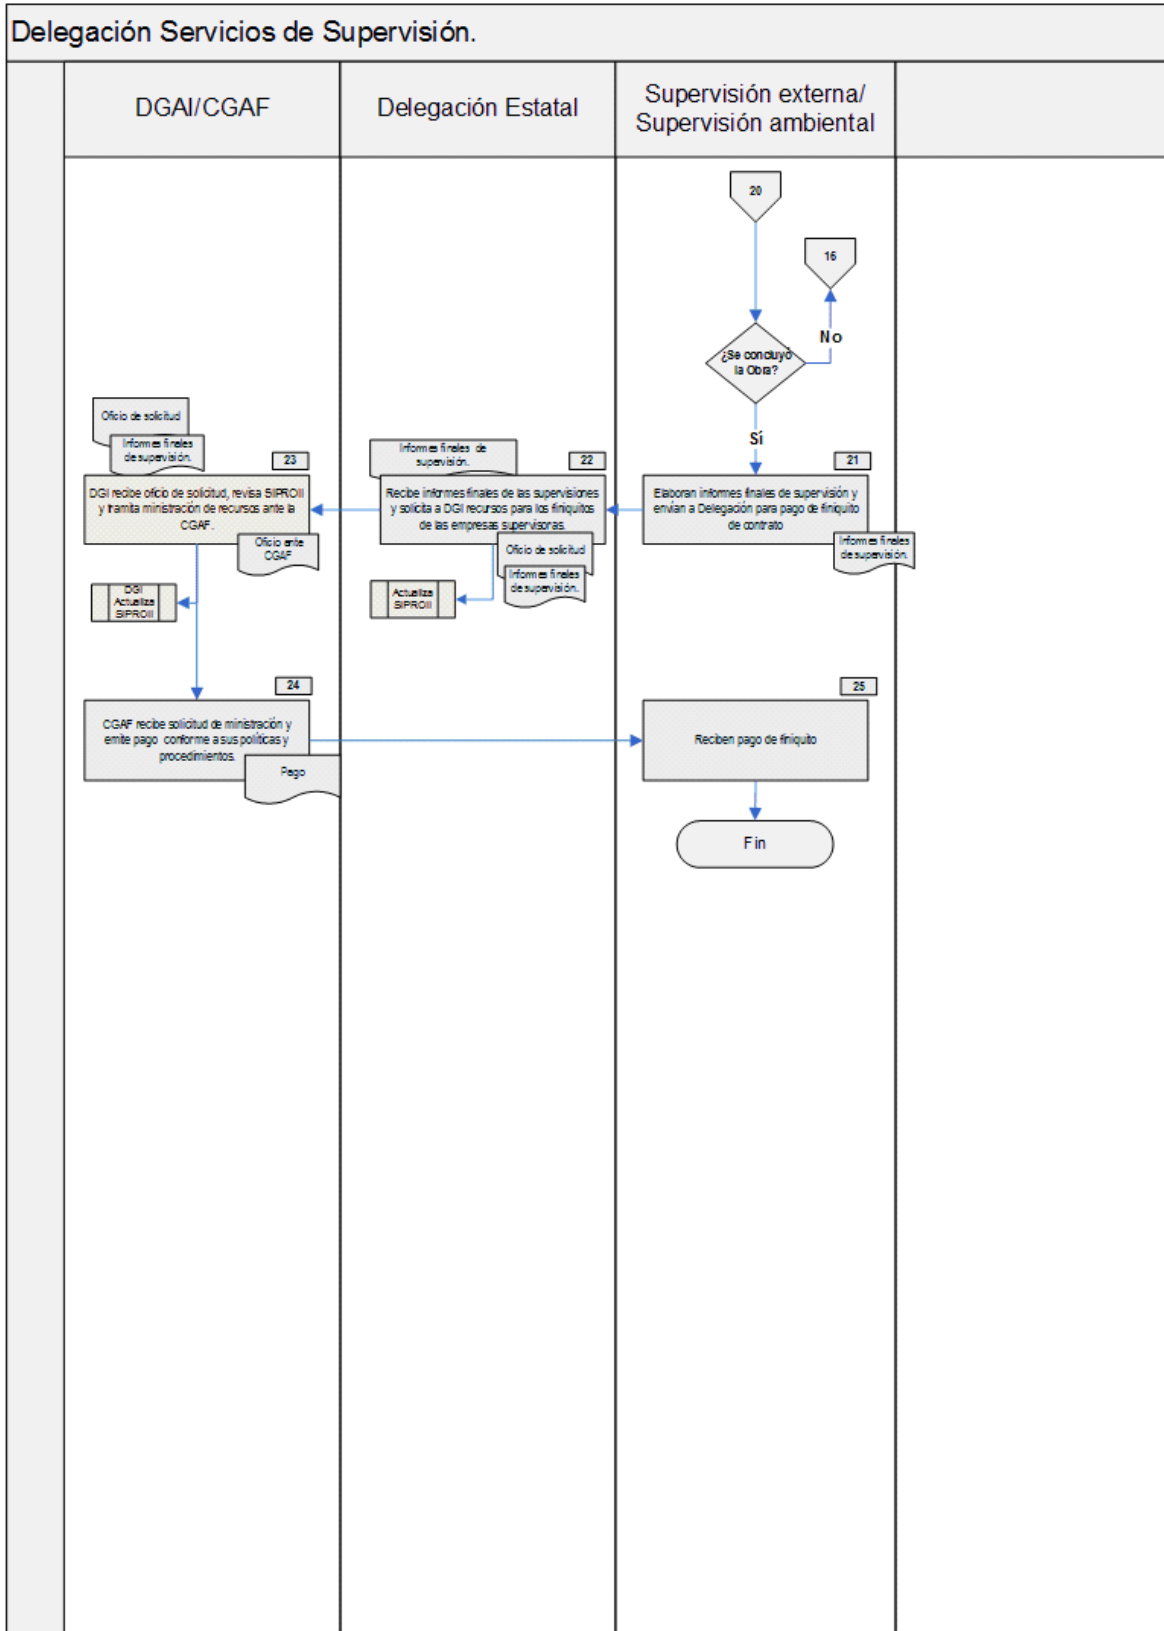 Delegación Servicios de Supervisión.
DGAI/CGAF
Delegación Estatal
Supervisión externa/
Supervisión ambiental
20
16
No
¿Se concluyó
la Obra?
Sí
21
Elaboran informes finales de supervisión y
envían a Delegación para pago de finiquito
de contrato
Informes finales
de supervisión.
Informes finales de
supervisión.
22
Recibe informes finales de las supervisiones
y solicita a DGI recursos para los finiquitos
de las empresas supervisoras.
Oficio de solicitud
Informes finales
de supervisión.
Actualiza
SIPROII
Oficio de solicitud
Informes finales
de supervisión.
23
DGI recibe oficio de solicitud, revisa SIPROII
y tramita ministración de recursos ante la
CGAF.
Oficio ante
CGAF
DGI
Actualiza
SIPROII
24
CGAF recibe solicitud de ministración y
emite pago conforme a sus políticas y
procedimientos.
Pago
25
Reciben pago de finiquito
Fin